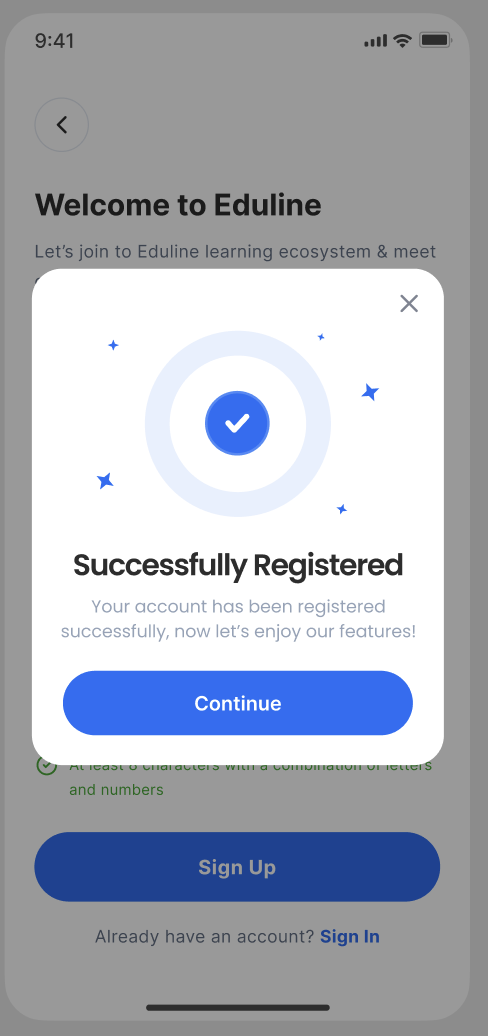 9:41
Welcome to Eduline
Let's join to Eduline learning ecosystem & meet
Successfully Registered
Your account has been registered
successfully, now let's enjoy our features!
Continue
At least 8 characters with a combination of letters
and numbers
Sign Up
Already have an account? Sign In